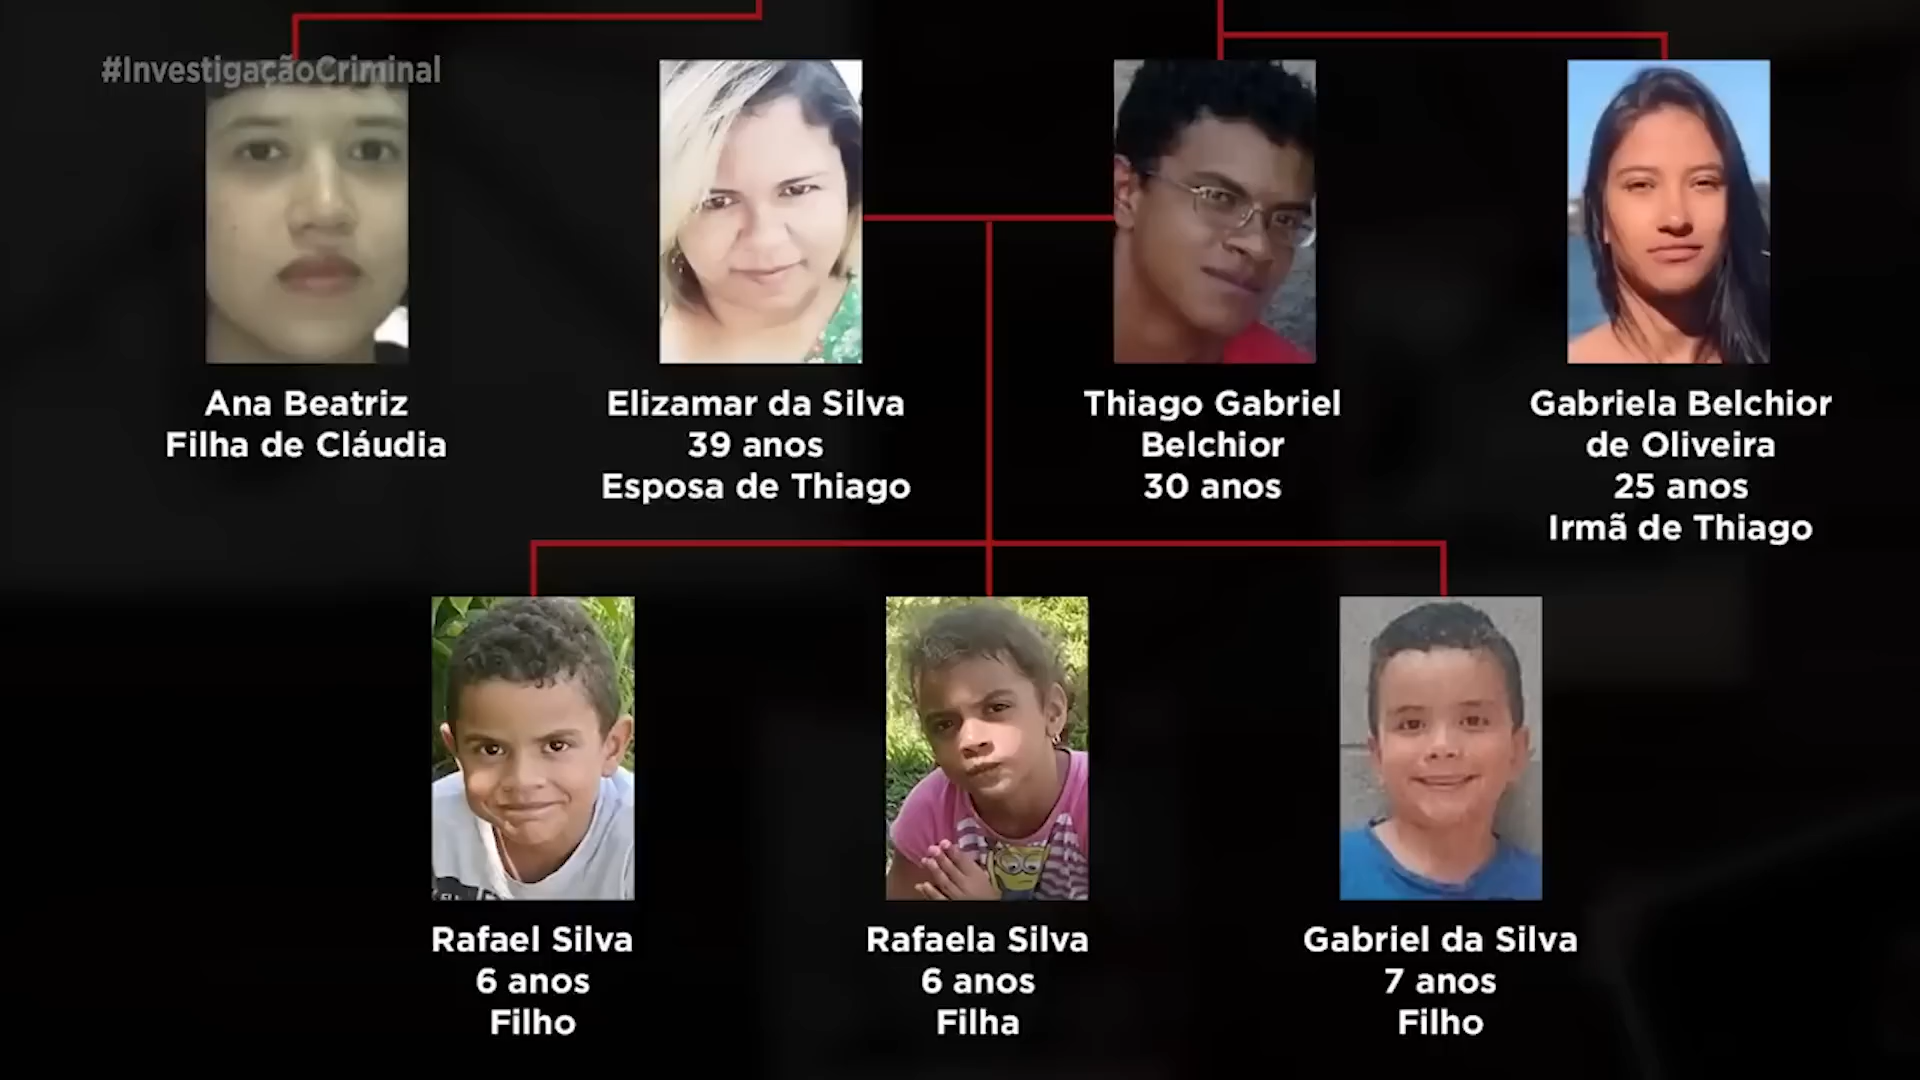 #InvestigaçãoCriminal
Ana Beatriz
Filha de Cláudia
Elizamar da Silva
39 anos
Esposa de Thiago
Thiago Gabriel
Belchior
30 anos
Gabriela Belchior
de Oliveira
25 anos
Irmã de Thiago
Rafael Silva
6 anos
Filho
Rafaela Silva
6 anos
Filha
Gabriel da Silva
7 anos
Filho